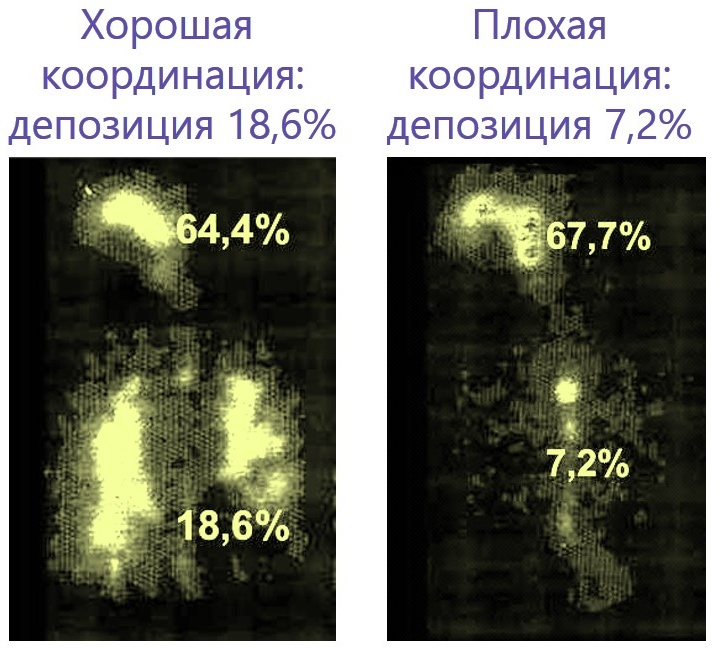 Хорошая
координация:
депозиция 18,6%
Плохая
координация:
депозиция 7,2%
64,4%
18,6%
67,7%
7,2%